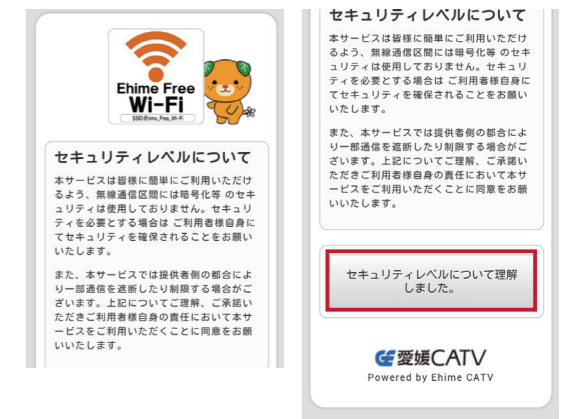 Ehime Free
Wi-Fi
SSID:Ehime_Free_Wi-Fi
セキュリティレベルについて
本サービスは皆様に簡単にご利用いただけ
るよう、無線通信区間には暗号化等 のセキ
ュリティは使用しておりません。セキュリ
ティを必要とする場合は ご利用者様自身に
てセキュリティを確保されることをお願い
いたします。
また、本サービスでは提供者側の都合によ
り一部通信を遮断したり制限する場合がご
ざいます。上記についてご理解、ご承諾い
ただきご利用者様自身の責任において本サ
ービスをご利用いただくことに同意をお願
いいたします。
セキュリティレベルについて
本サービスは皆様に簡単にご利用いただけ
るよう、無線通信区間には暗号化等 のセキ
ュリティは使用しておりません。セキュリ
ティを必要とする場合は ご利用者様自身に
てセキュリティを確保されることをお願い
いたします。
また、本サービスでは提供者側の都合によ
り一部通信を遮断したり制限する場合がご
ざいます。上記についてご理解、ご承諾い
ただきご利用者様自身の責任において本サ
ービスをご利用いただくことに同意をお願
いいたします。
セキュリティレベルについて理解
しました。
愛媛CATV
Powered by Ehime CATV